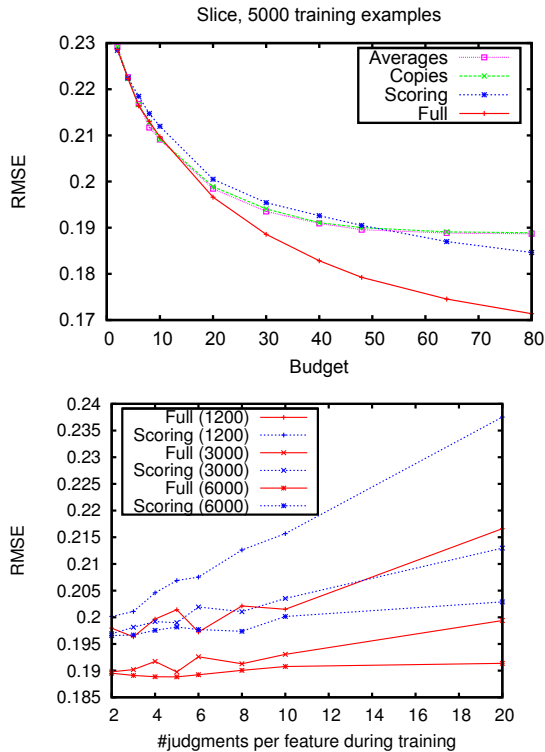 Slice, 5000 training examples
0.23
0.22
0.21
0.2
0.19
0.18
0.17
RMSE
Averages
Copies
Scoring
Full
0 10 20 30 40 50 60 70 80
Budget
0.24
0.235
0.23
0.225
0.22
0.215
0.21
0.205
0.2
0.195
0.19
0.185
RMSE
Full (1200)
Scoring (1200)
Full (3000)
Scoring (3000)
Full (6000)
Scoring (6000)
2 4 6 8 10 12 14 16 18 20
#judgments per feature during training